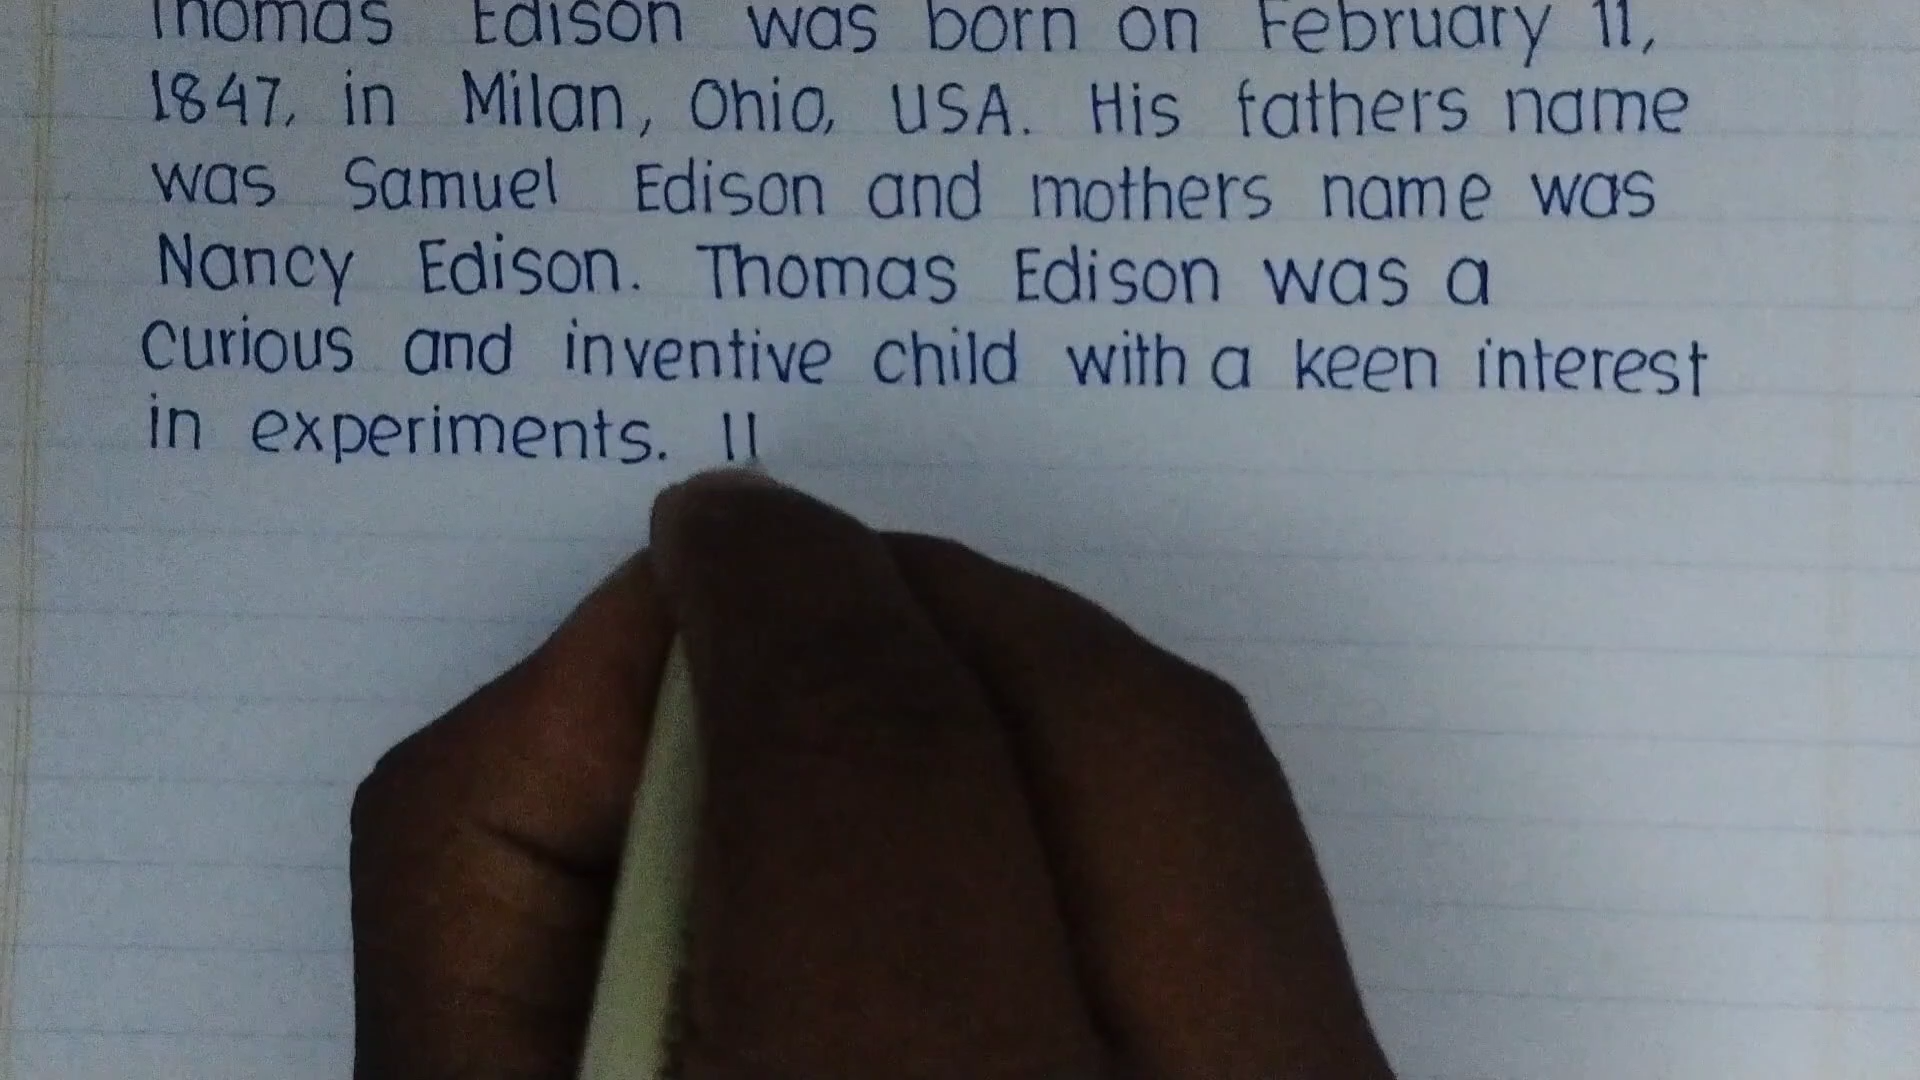 Thomas Edison was born on February 11,
1847, in Milan, Ohio, USA. His fathers name
was Samuel Edison and mothers name was
Nancy Edison. Thomas Edison was a
curious and inventive child with a keen interest
in experiments.